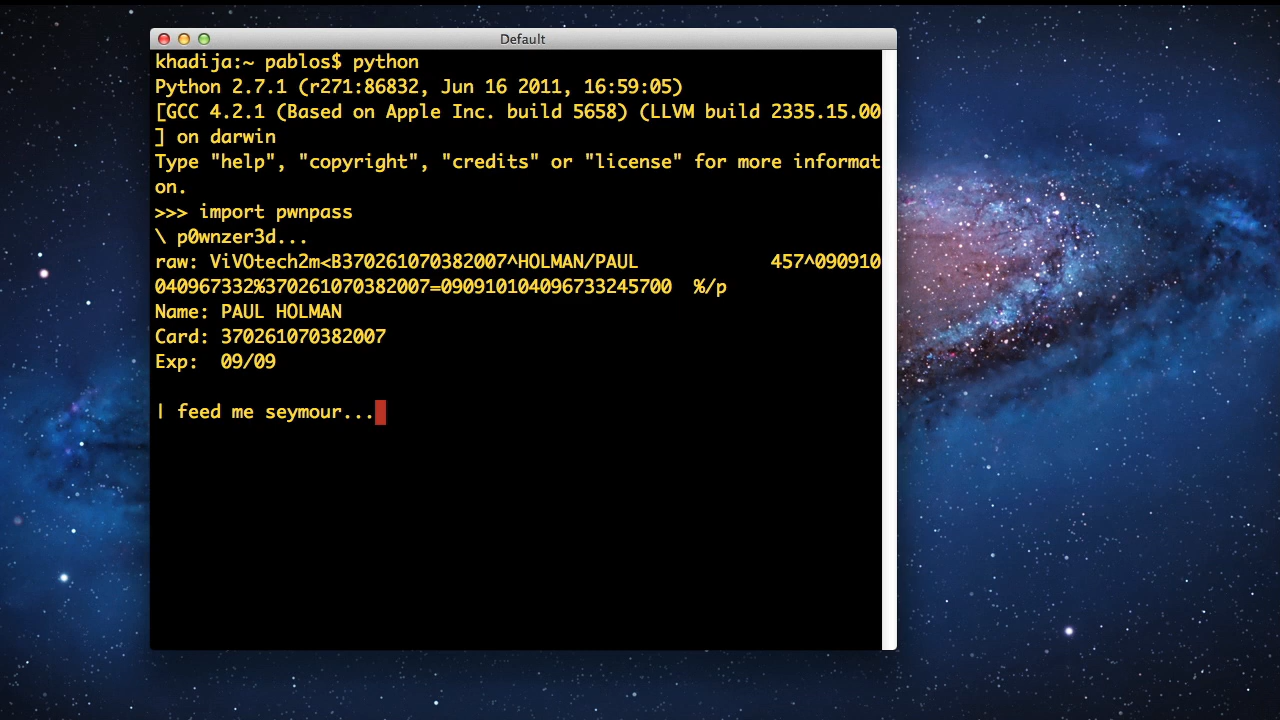 Default
khadija:~ pablos$ python
Python 2.7.1 (r271:86832, Jun 16 2011, 16:59:05)
[GCC 4.2.1 (Based on Apple Inc. build 5658) (LLVM build 2335.15.00
] on darwin
Type "help", "copyright", "credits" or "license" for more informat
on.
>>> import pwnpass
\ p0wnzer3d...
raw: ViVOtech2m<B370261070382007^HOLMAN/PAUL            457^090910
040967332%370261070382007=090910104096733245700  %/p
Name: PAUL HOLMAN
Card: 370261070382007
Exp:  09/09
| feed me seymour...